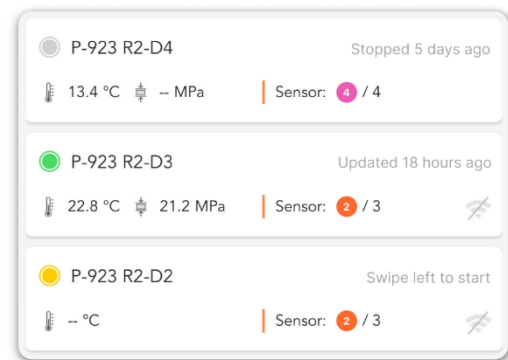 P-923 R2-D4 Stopped 5 days ago
13.4 °C -- MPa Sensor: 4 / 4
P-923 R2-D3 Updated 18 hours ago
22.8 °C 21.2 MPa Sensor: 2 / 3
P-923 R2-D2 Swipe left to start
-- °C Sensor: 2 / 3